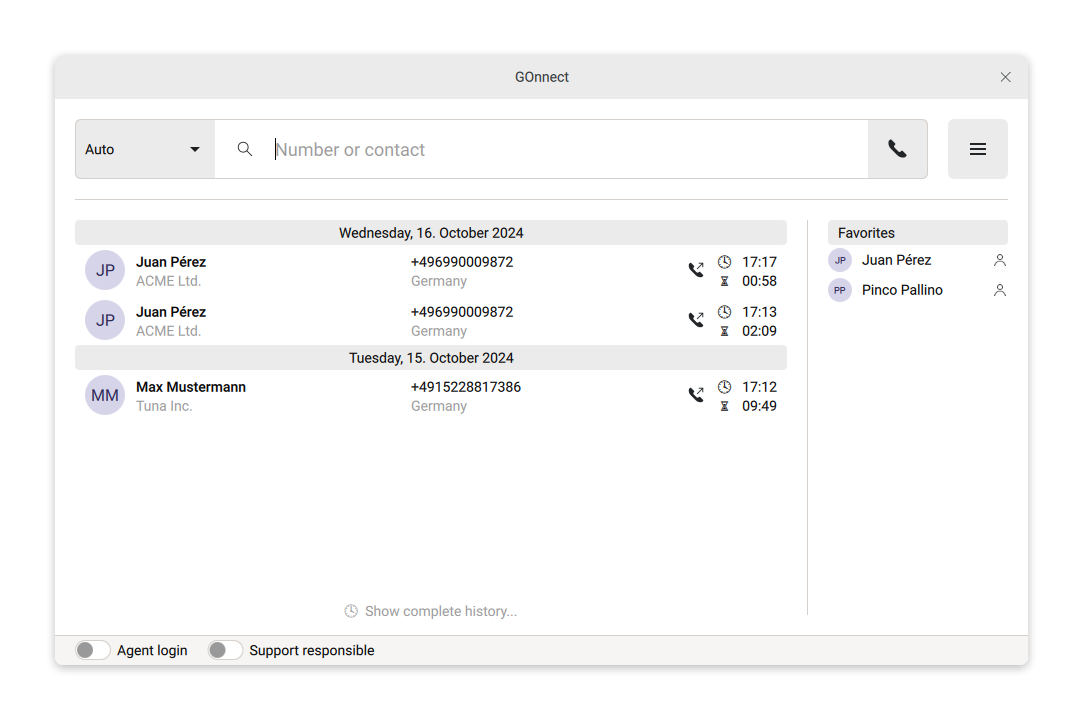 GOnnect
Auto
Number or contact
Wednesday, 16. October 2024
JP Juan Pérez +496990009872 17:17
ACME Ltd. Germany 00:58
JP Juan Pérez +496990009872 17:13
ACME Ltd. Germany 02:09
Tuesday, 15. October 2024
MM Max Mustermann +4915228817386 17:12
Tuna Inc. Germany 09:49
Show complete history...
Favorites
JP Juan Pérez
PP Pinco Pallino
Agent login Support responsible